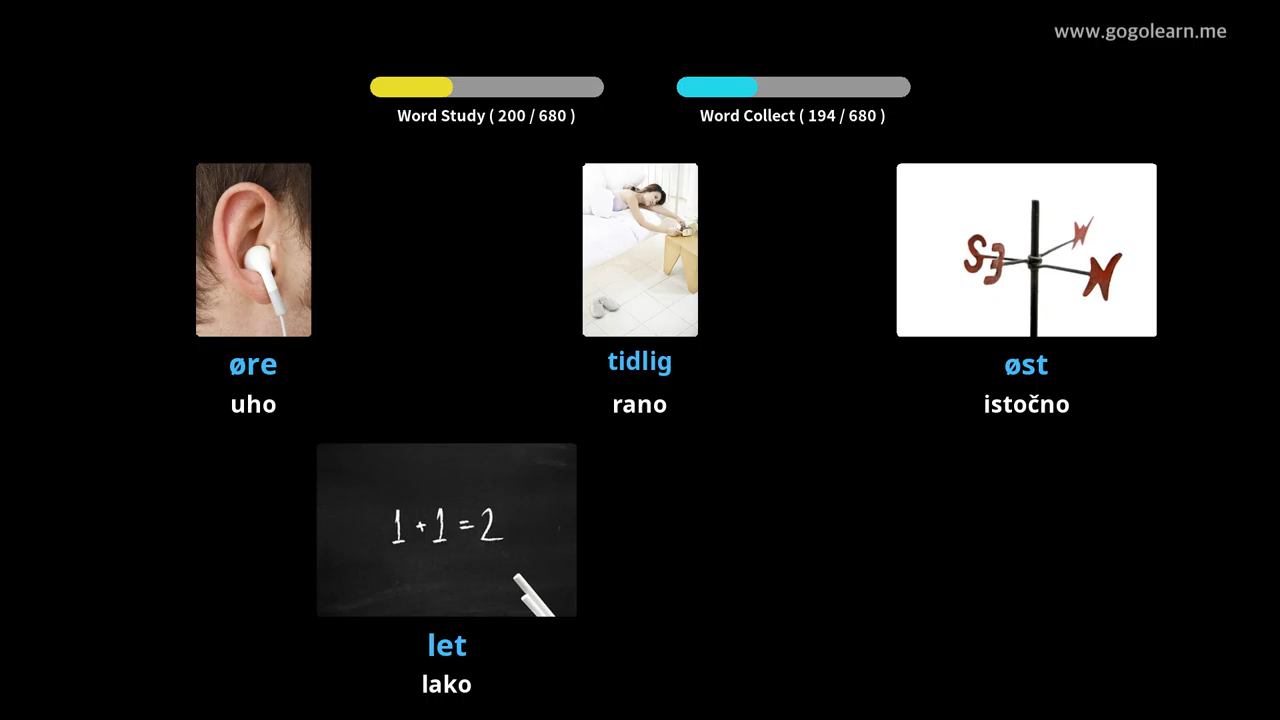 www.gogolearn.me
Word Study ( 200 / 680 )
Word Collect ( 194 / 680 )
øre
uho
tidlig
rano
S
E
N
øst
istočno
1 + 1 = 2
let
lako